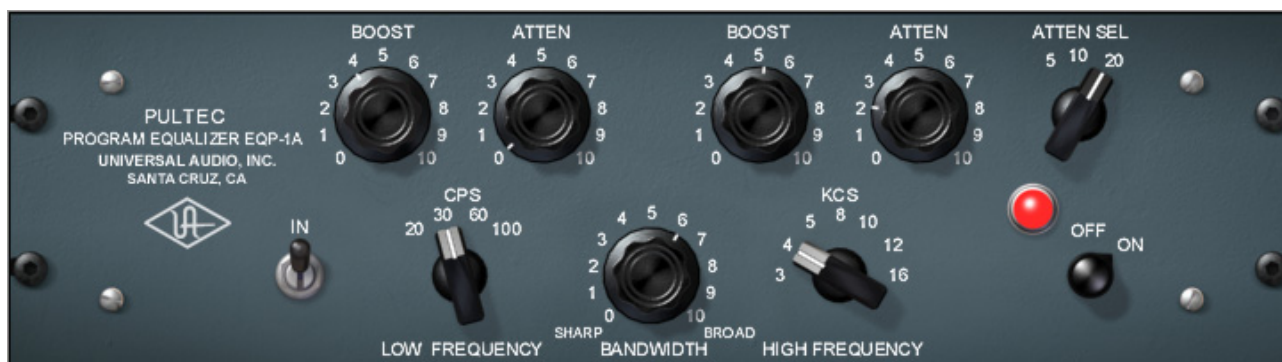 BOOST
ATTEN
BOOST
ATTEN
ATTEN SEL
0 1 2 3 4 5 6 7 8 9 10
0 1 2 3 4 5 6 7 8 9 10
0 1 2 3 4 5 6 7 8 9 10
0 1 2 3 4 5 6 7 8 9 10
5 10 20
PULTEC
PROGRAM EQUALIZER EQP-1A
UNIVERSAL AUDIO, INC.
SANTA CRUZ, CA
UA
IN
CPS
20 30 60 100
0 1 2 3 4 5 6 7 8 9 10
KCS
3 4 5 8 10 12 16
OFF
ON
SHARP
BROAD
LOW FREQUENCY
BANDWIDTH
HIGH FREQUENCY